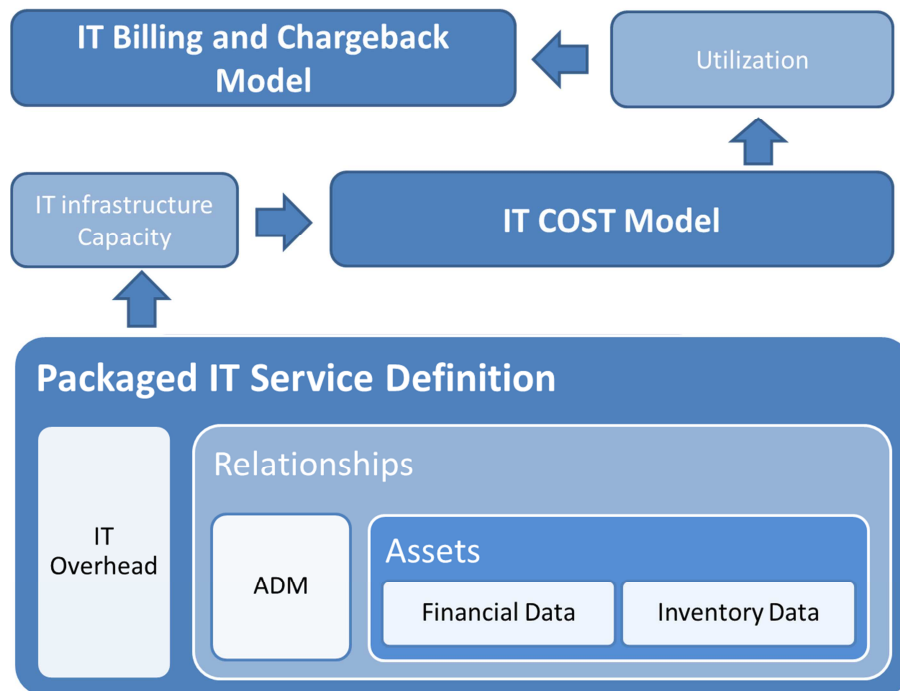 IT Billing and Chargeback
Model
Utilization
IT infrastructure
Capacity
IT COST Model
Packaged IT Service Definition
IT
Overhead
Relationships
ADM
Assets
Financial Data
Inventory Data